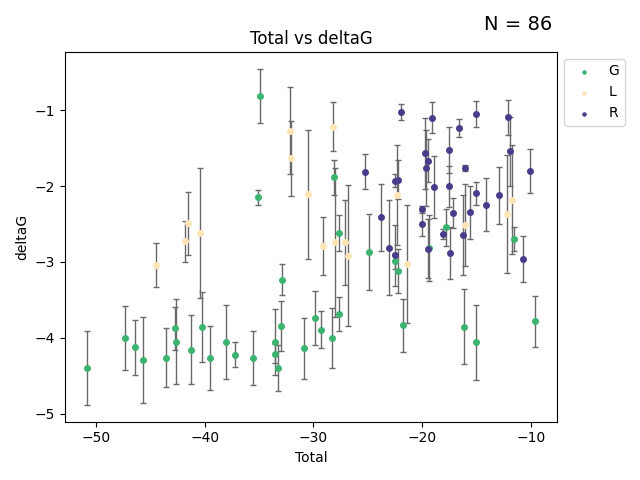 N = 86
Total vs deltaG
G
L
R
−1
−2
−3
−4
−5
deltaG
−50 −40 −30 −20 −10
Total